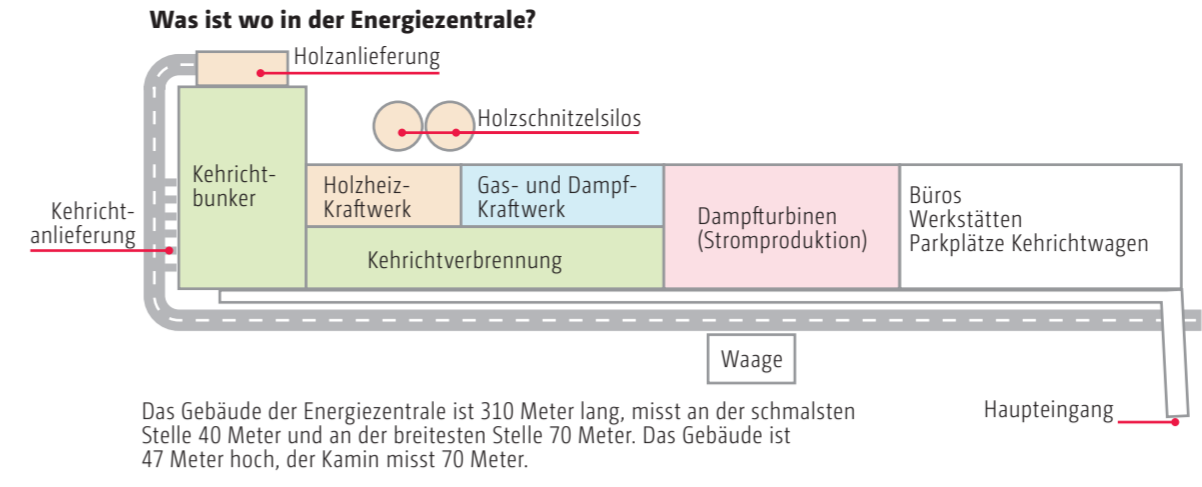 Was ist wo in der Energiezentrale?
Holzanlieferung
Holzschnitzelsilos
Kehricht-
bunker
Holzheiz-
Kraftwerk
Gas- und Dampf-
Kraftwerk
Kehricht-
anlieferung
Dampfturbinen
(Stromproduktion)
Büros
Werkstätten
Parkplätze Kehrichtwagen
Kehrichtverbrennung
Waage
Haupteingang
Das Gebäude der Energiezentrale ist 310 Meter lang, misst an der schmalsten
Stelle 40 Meter und an der breitesten Stelle 70 Meter. Das Gebäude ist
47 Meter hoch, der Kamin misst 70 Meter.